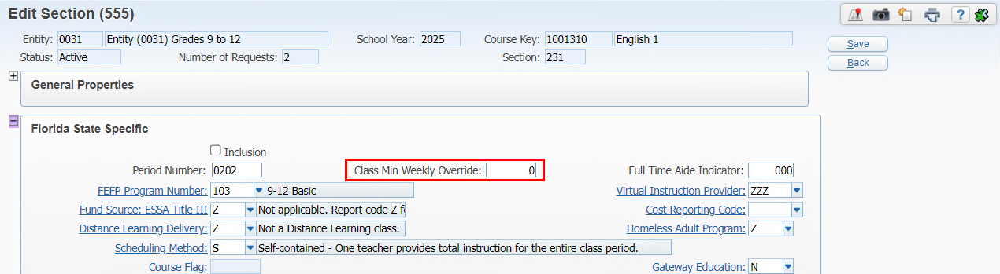 Edit Section (555)
?
Entity: 0031 Entity (0031) Grades 9 to 12 School Year: 2025 Course Key: 1001310 English 1
Save
Status: Active Number of Requests: 2 Section: 231
Back
General Properties
Florida State Specific
Inclusion
Period Number: 0202 Class Min Weekly Override: 0 Full Time Aide Indicator: 000
FEFP Program Number: 103 9-12 Basic Virtual Instruction Provider: ZZZ
Fund Source: ESSA Title III Z Not applicable. Report code Z f Cost Reporting Code:
Distance Learning Delivery: Z Not a Distance Learning class. Homeless Adult Program: Z
Scheduling Method: S Self-contained - One teacher provides total instruction for the entire class period.
Course Flag: Gateway Education: N